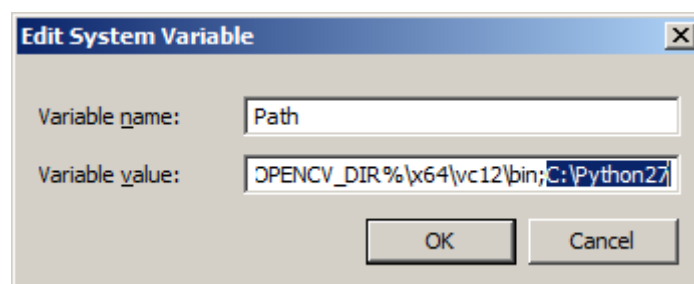 Edit System Variable
Variable name: Path
Variable value: OPENCV_DIR%\x64\vc12\bin;C:\Python27
OK Cancel